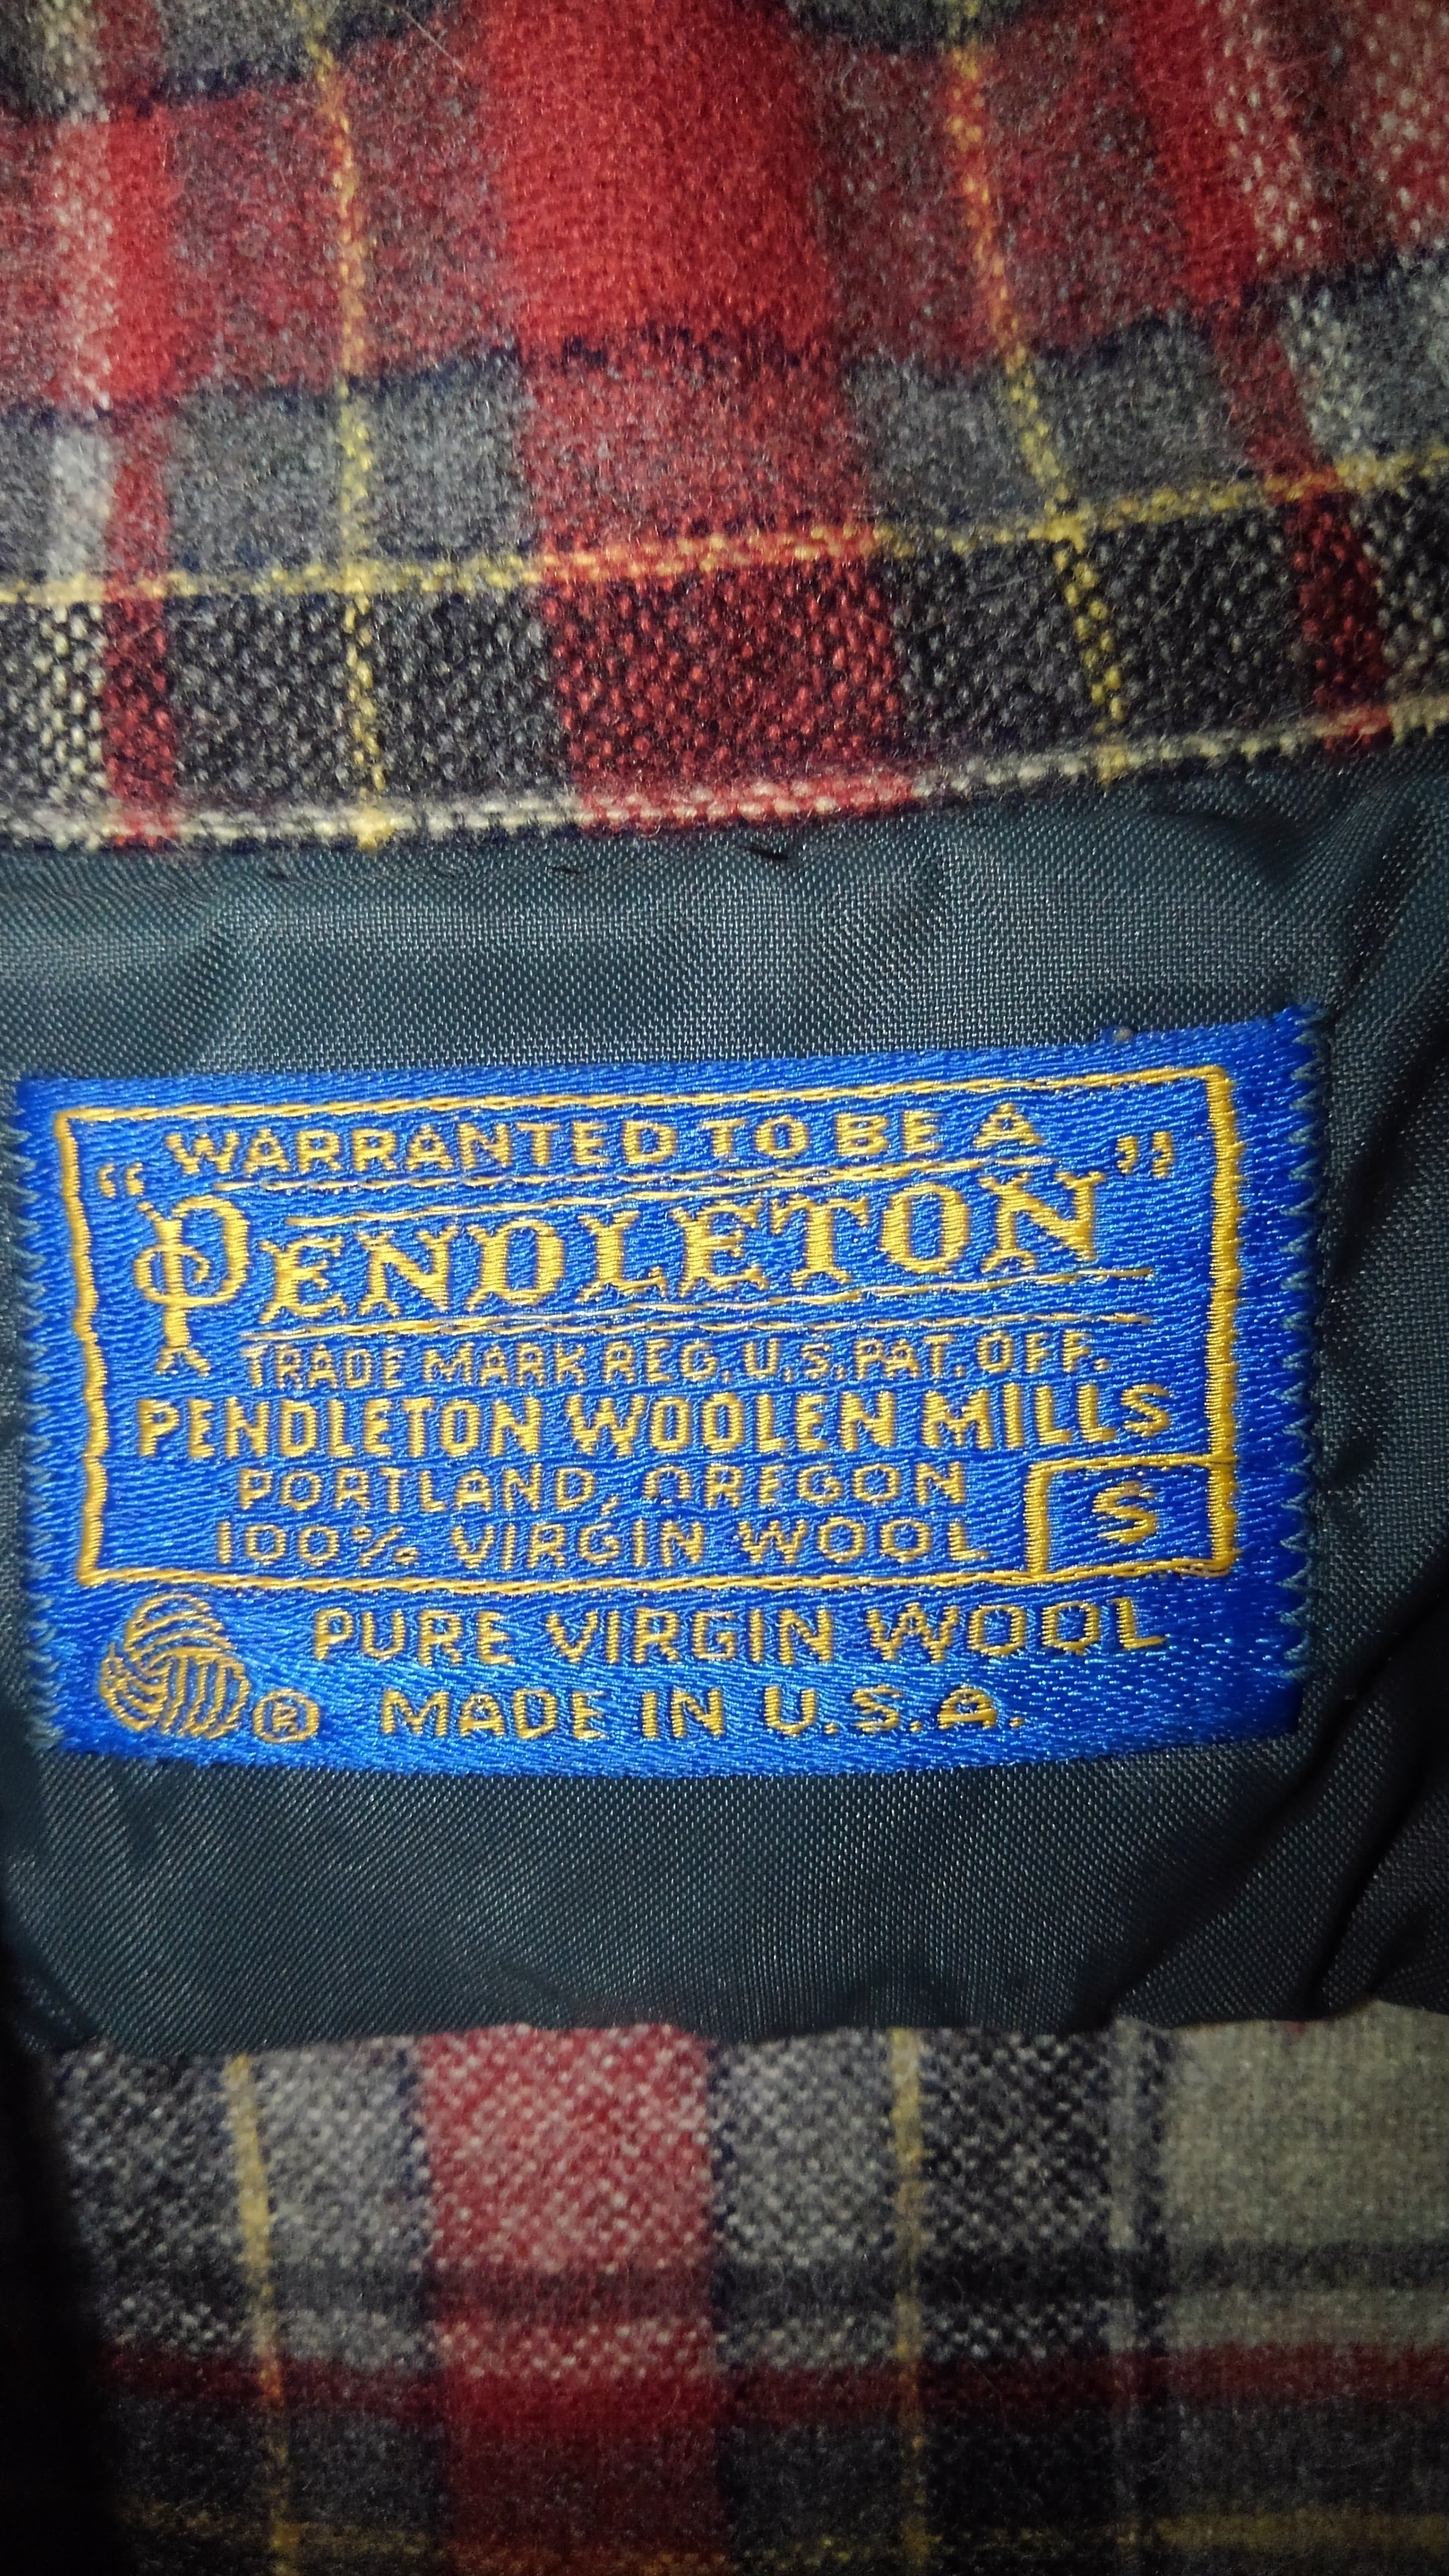 WARRANTED TO BE A
“PENDLETON”
TRADE MARK REG. U.S. PAT. OFF.
PENDLETON WOOLEN MILLS
PORTLAND, OREGON
100% VIRGIN WOOL
S
PURE VIRGIN WOOL
® MADE IN U.S.A.